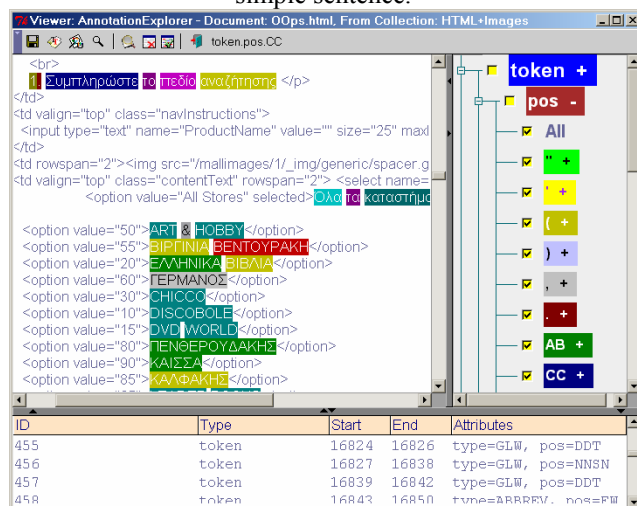 simple sentence.
Viewer: AnnotationExplorer - Document: OOps.html, From Collection: HTML+Images
token.pos.CC
<br>
1. Συμπληρώστε το πεδίο αναζήτησης </p>
</td>
<td valign="top" class="navInstructions">
<input type="text" name="ProductName" value="" size="25" maxl
</td>
<td rowspan="2"><img src="/mallimages/1/_img/generic/spacer.g
<td valign="top" class="contentText" rowspan="2"> <select name=
<option value="All Stores" selected>Όλα τα καταστήμα
<option value="50">ART & HOBBY</option>
<option value="55">ΒΙΡΓΙΝΙΑ ΒΕΝΤΟΥΡΑΚΗ</option>
<option value="20">ΕΛΛΗΝΙΚΑ ΒΙΒΛΙΑ</option>
<option value="60">ΓΕΡΜΑΝΟΣ</option>
<option value="30">CHICCO</option>
<option value="10">DISCOBOLE</option>
<option value="15">DVD WORLD</option>
<option value="80">ΠΕΝΘΕΡΟΥΔΑΚΗΣ</option>
<option value="90">ΚΑΙΣΣΑ</option>
<option value="85">ΚΑΛΦΑΚΗΣ</option>
token +
pos -
All
" +
' +
( +
) +
, +
. +
AB +
CC +
ID Type Start End Attributes
455 token 16824 16826 type=GLW, pos=DDT
456 token 16827 16838 type=GLW, pos=NNSN
457 token 16839 16842 type=GLW, pos=DDT
458 token 16843 16850 type=ABBREV, pos=FW